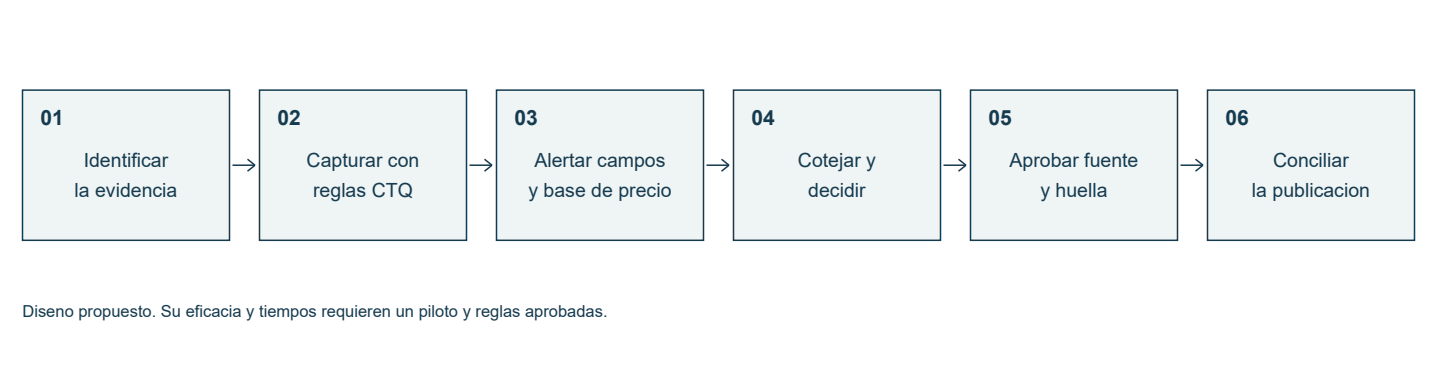 01
Identificar
la evidencia
02
Capturar con
reglas CTQ
03
Alertar campos
y base de precio
04
Cotejar y
decidir
05
Aprobar fuente
y huella
06
Conciliar
la publicacion
Diseno propuesto. Su eficacia y tiempos requieren un piloto y reglas aprobadas.